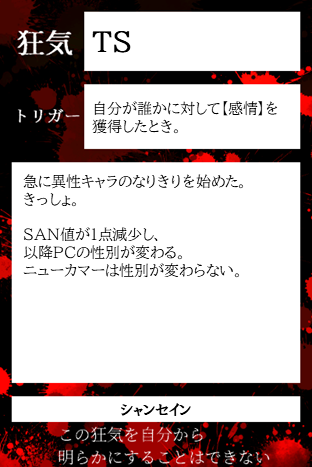 狂気
TS
トリガー
自分が誰かに対して【感情】を
獲得したとき。
急に異性キャラのなりきりを始めた。
きっしょ。
SAN値が1点減少し、
以降PCの性別が変わる。
ニューカマーは性別が変わらない。
シャンセイン
この狂気を自分から
明らかにすることはできない